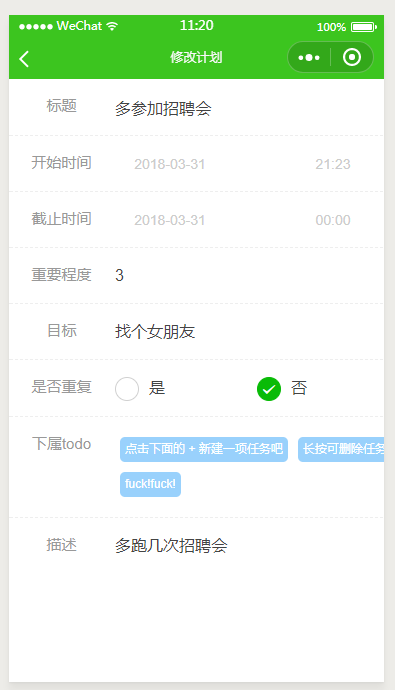 WeChat 11:20 100%
修改计划
标题 多参加招聘会
开始时间 2018-03-31 21:23
截止时间 2018-03-31 00:00
重要程度 3
目标 找个女朋友
是否重复 是 否
下属todo 点击下面的 + 新建一项任务吧 长按可删除任务
fuck!fuck!
描述 多跑几次招聘会